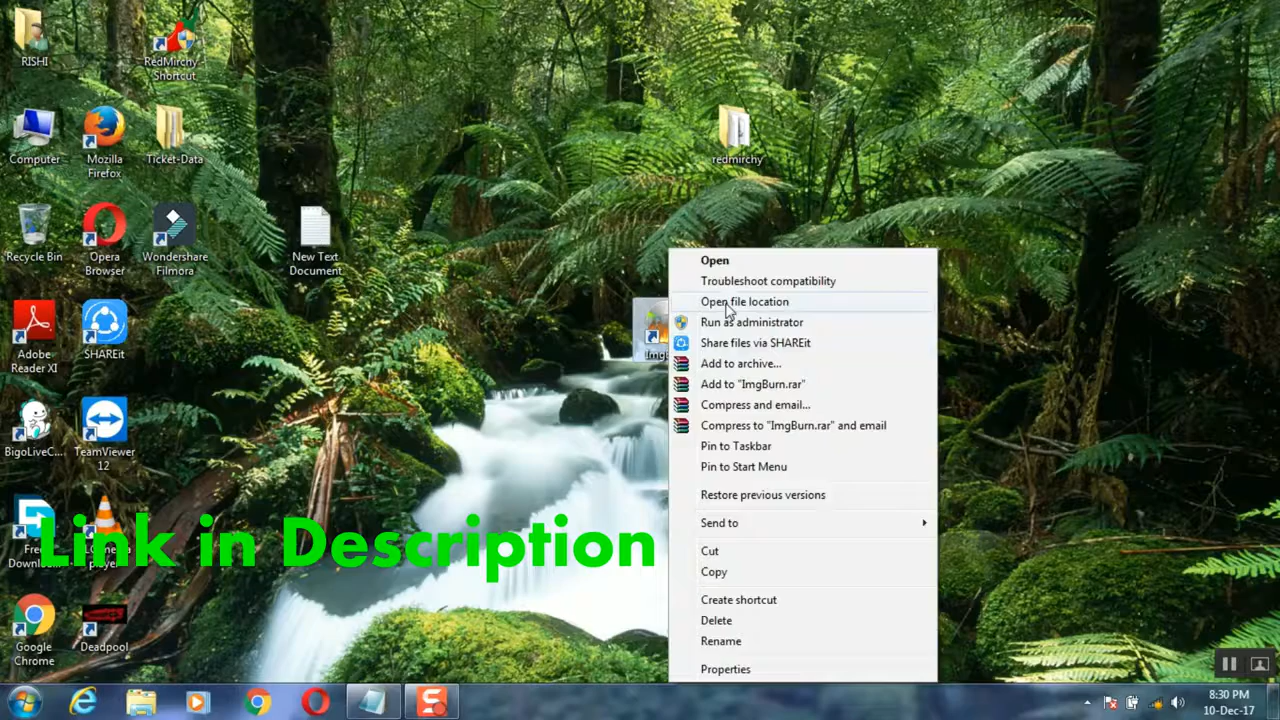 RISHI
RedMirchy -
Shortcut
Computer
Mozilla
Firefox
Ticket-Data
redmirchy
Recycle Bin
Opera
Browser
Wondershare
Filmora
New Text
Document
Adobe
Reader XI
SHAREit
BigoLiveC...
TeamViewer
12
Link in Description
player
Google
Chrome
Deadpool
Open
Troubleshoot compatibility
Open file location
Run as administrator
Share files via SHAREit
Add to archive...
Add to "ImgBurn.rar"
Compress and email...
Compress to "ImgBurn.rar" and email
Pin to Taskbar
Pin to Start Menu
Restore previous versions
Send to
Cut
Copy
Create shortcut
Delete
Rename
Properties
8:30 PM
10-Dec-17